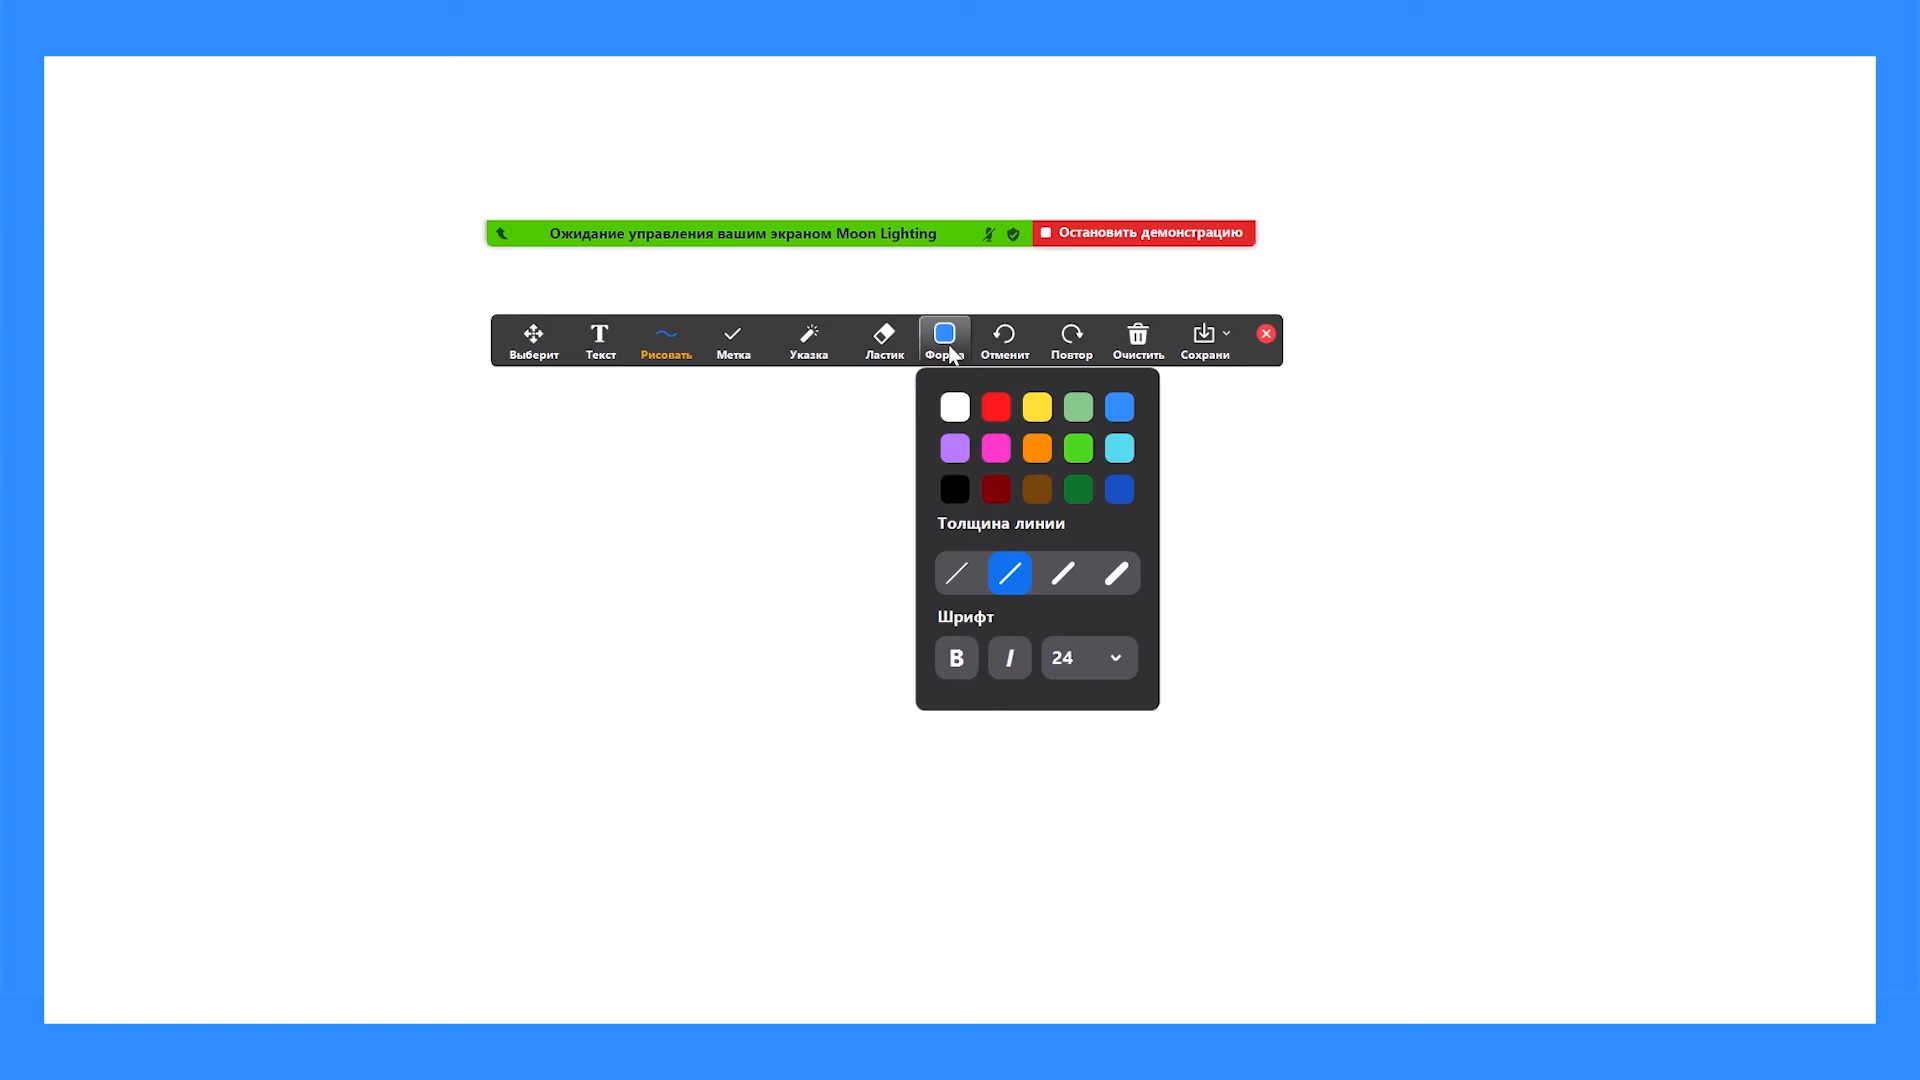 Ожидание управления вашим экраном Moon Lighting
Остановить демонстрацию
Выберит Текст Рисовать Метка Указка Ластик Отменит Повтор Очистить Сохрани
Толщина линии
Шрифт
B I 24